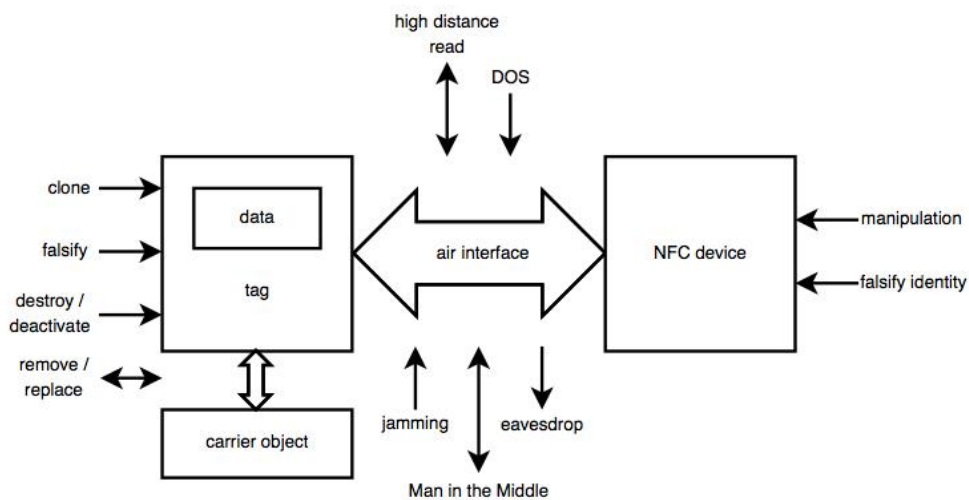 high distance
read
DOS
clone
data
manipulation
falsify
air interface
NFC device
tag
falsify identity
destroy /
deactivate
remove /
replace
jamming
eavesdrop
carrier object
Man in the Middle